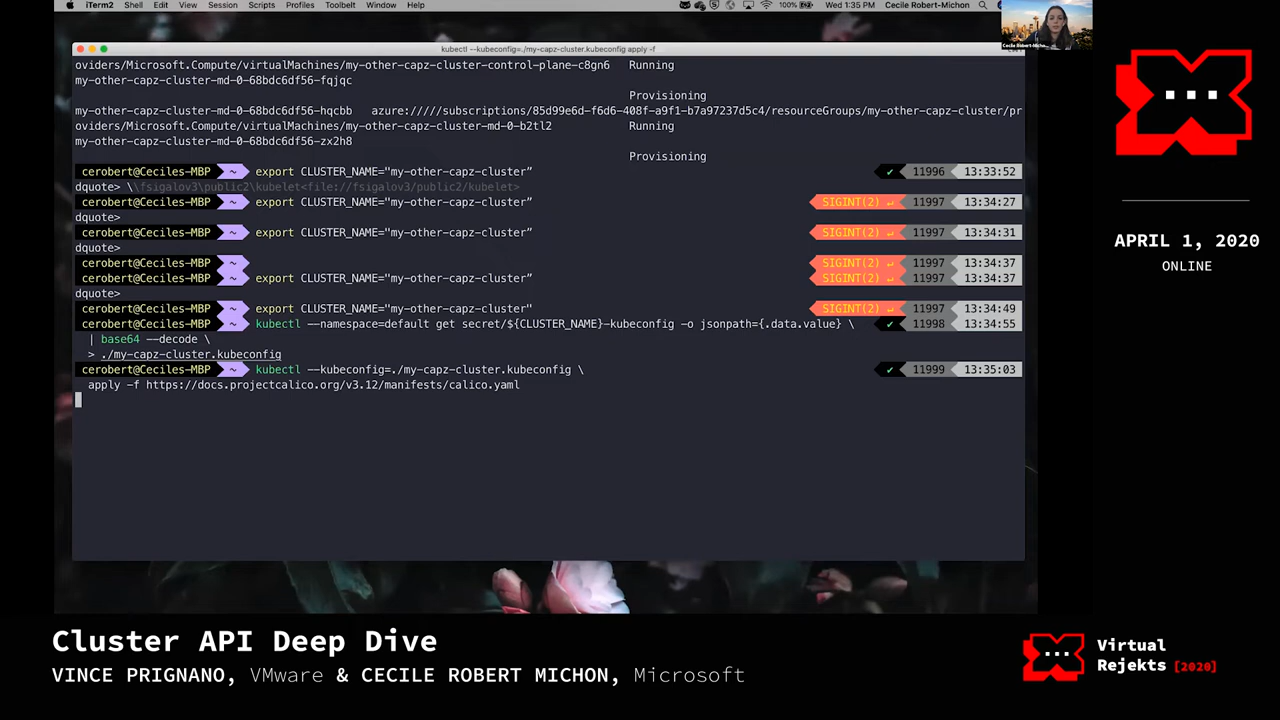 iTerm2 Shell Edit View Session Scripts Profiles Toolbelt Window Help 100% Wed 1:35 PM Cecile Robert-Michon
kubectl --kubeconfig=./my-capz-cluster.kubeconfig apply -f
oviders/Microsoft.Compute/virtualMachines/my-other-capz-cluster-control-plane-c8gn6 Running
my-other-capz-cluster-md-0-68bdc6df56-fqjqc
Provisioning
my-other-capz-cluster-md-0-68bdc6df56-hqcbb azure:////​/subscriptions/85d99e6d-f6d6-408f-a9f1-b7a97237d5c4/resourceGroups/my-other-capz-cluster/pr
oviders/Microsoft.Compute/virtualMachines/my-other-capz-cluster-md-0-b2tl2 Running
my-other-capz-cluster-md-0-68bdc6df56-zx2h8
Provisioning
cerobert@Ceciles-MBP ~ export CLUSTER_NAME="my-other-capz-cluster” ✔ 11996 13:33:52
dquote> \\fsigalov3\public2\kubelet<file://fsigalov3/public2/kubelet>
cerobert@Ceciles-MBP ~ export CLUSTER_NAME="my-other-capz-cluster” SIGINT(2) ↵ 11997 13:34:27
dquote>
cerobert@Ceciles-MBP ~ export CLUSTER_NAME="my-other-capz-cluster” SIGINT(2) ↵ 11997 13:34:31
dquote>
cerobert@Ceciles-MBP ~ SIGINT(2) ↵ 11997 13:34:37
cerobert@Ceciles-MBP ~ export CLUSTER_NAME="my-other-capz-cluster” SIGINT(2) ↵ 11997 13:34:37
dquote>
cerobert@Ceciles-MBP ~ export CLUSTER_NAME="my-other-capz-cluster" SIGINT(2) ↵ 11997 13:34:49
cerobert@Ceciles-MBP ~ kubectl --namespace=default get secret/${CLUSTER_NAME}-kubeconfig -o jsonpath={.data.value} \ ✔ 11998 13:34:55
| base64 --decode \
> ./my-capz-cluster.kubeconfig
cerobert@Ceciles-MBP ~ kubectl --kubeconfig=./my-capz-cluster.kubeconfig \ ✔ 11999 13:35:03
apply -f https://docs.projectcalico.org/v3.12/manifests/calico.yaml
APRIL 1, 2020
ONLINE
Cluster API Deep Dive
VINCE PRIGNANO, VMware & CECILE ROBERT MICHON, Microsoft
Virtual
Rejekts [2020]